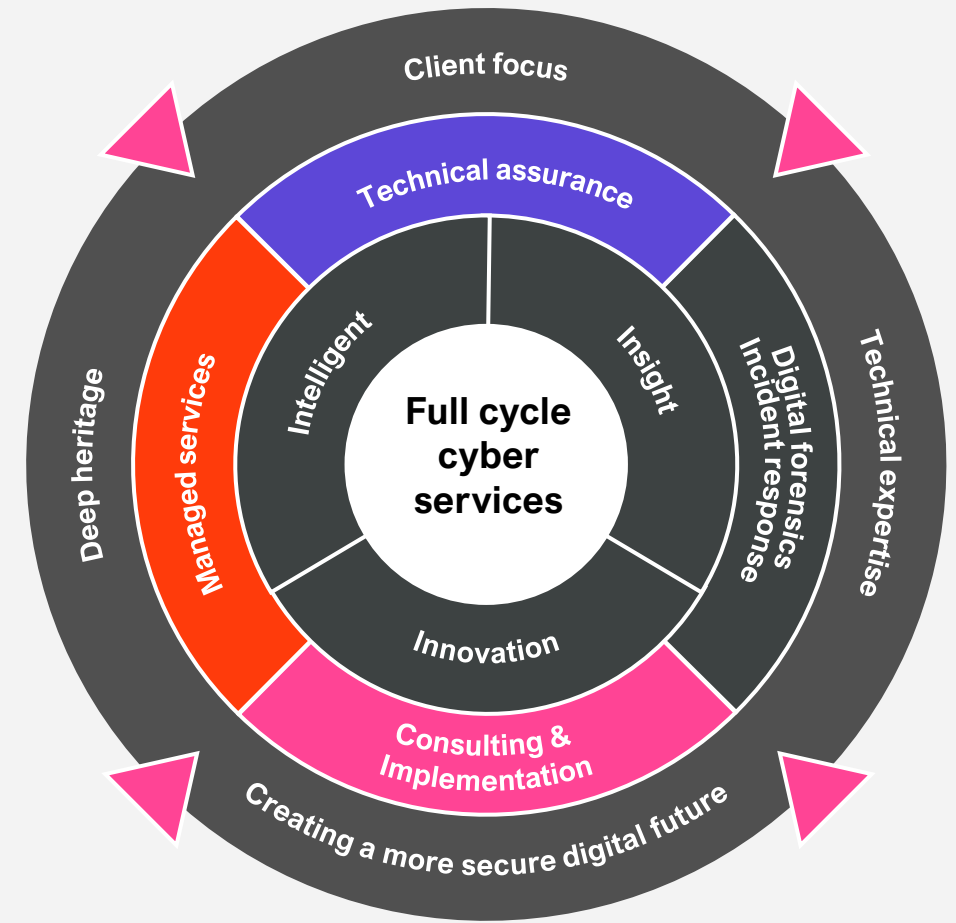 Client focus
Technical assurance
Intelligent
Insight
Full cycle
cyber
services
Innovation
Managed services
Digital forensics
Incident response
Consulting &
Implementation
Deep heritage
Technical expertise
Creating a more secure digital future